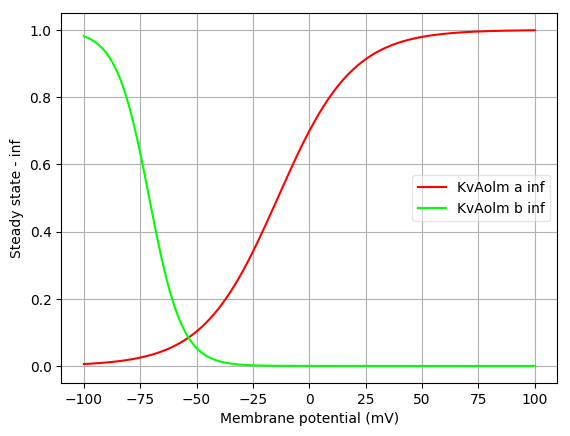 1.0
0.8
0.6
0.4
0.2
0.0
Steady state - inf
KvAolm a inf
KvAolm b inf
−100 −75 −50 −25 0 25 50 75 100
Membrane potential (mV)